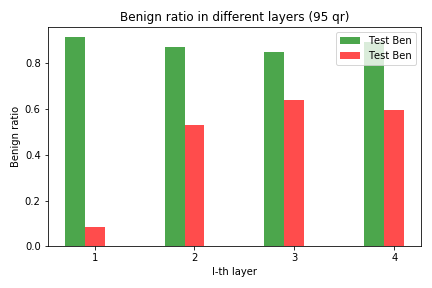 Benign ratio in different layers (95 qr)
Test Ben
Test Ben
Benign ratio
0.8
0.6
0.4
0.2
0.0
1 2 3 4
l-th layer